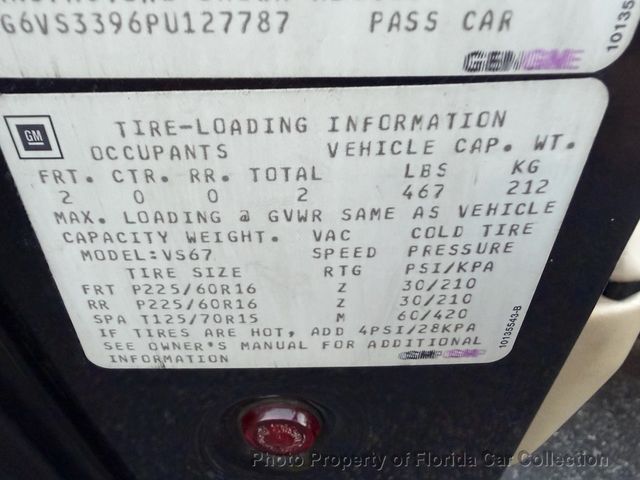 G6VS3396PU127787 PASS CAR
10135
GM
TIRE-LOADING INFORMATION
OCCUPANTS VEHICLE CAP. WT.
FRT. CTR. RR. TOTAL LBS KG
2 0 0 2 467 212
MAX. LOADING @ GVWR SAME AS VEHICLE
CAPACITY WEIGHT. VAC COLD TIRE
MODEL:VS67 SPEED PRESSURE
TIRE SIZE RTG PSI/KPA
FRT P225/60R16 Z 30/210
RR P225/60R16 Z 30/210
SPA T125/70R15 M 60/420
IF TIRES ARE HOT, ADD 4PSI/28KPA
SEE OWNER'S MANUAL FOR ADDITIONAL
INFORMATION
10135543-B
Photo Property of Florida Car Collection